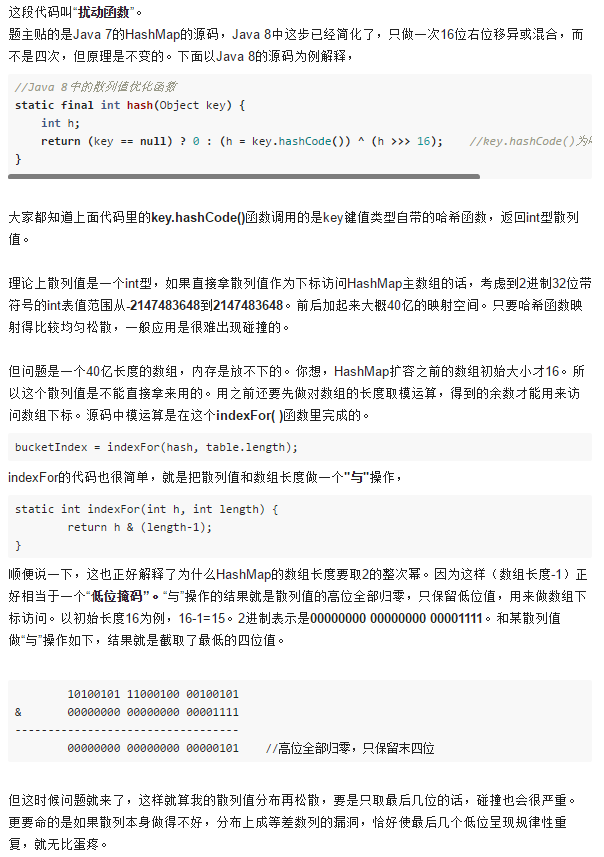 这段代码叫“扰动函数”。
题主贴的是Java 7的HashMap的源码，Java 8中这步已经简化了，只做一次16位右位移异或混合，而
不是四次，但原理是不变的。下面以Java 8的源码为例解释，
//Java 8中的散列值优化函数
static final int hash(Object key) {
    int h;
    return (key == null) ? 0 : (h = key.hashCode()) ^ (h >>> 16);    //key.hashCode()为
}
大家都知道上面代码里的key.hashCode()函数调用的是key键值类型自带的哈希函数，返回int型散列
值。
理论上散列值是一个int型，如果直接拿散列值作为下标访问HashMap主数组的话，考虑到2进制32位带
符号的int表值范围从-2147483648到2147483648。前后加起来大概40亿的映射空间。只要哈希函数映
射得比较均匀松散，一般应用是很难出现碰撞的。
但问题是一个40亿长度的数组，内存是放不下的。你想，HashMap扩容之前的数组初始大小才16。所
以这个散列值是不能直接拿来用的。用之前还要先做对数组的长度取模运算，得到的余数才能用来访
问数组下标。源码中模运算是在这个indexFor( )函数里完成的。
bucketIndex = indexFor(hash, table.length);
indexFor的代码也很简单，就是把散列值和数组长度做一个"与"操作，
static int indexFor(int h, int length) {
        return h & (length-1);
}
顺便说一下，这也正好解释了为什么HashMap的数组长度要取2的整次幂。因为这样（数组长度-1）正
好相当于一个“低位掩码”。“与”操作的结果就是散列值的高位全部归零，只保留低位值，用来做数组下
标访问。以初始长度16为例，16-1=15。2进制表示是00000000 00000000 00001111。和某散列值
做“与”操作如下，结果就是截取了最低的四位值。
        10100101 11000100 00100101
&       00000000 00000000 00001111
----------------------------------
        00000000 00000000 00000101    //高位全部归零，只保留末四位
但这时候问题就来了，这样就算我的散列值分布再松散，要是只取最后几位的话，碰撞也会很严重。
更要命的是如果散列本身做得不好，分布上成等差数列的漏洞，恰好使最后几个低位呈现规律性重
复，就无比蛋疼。